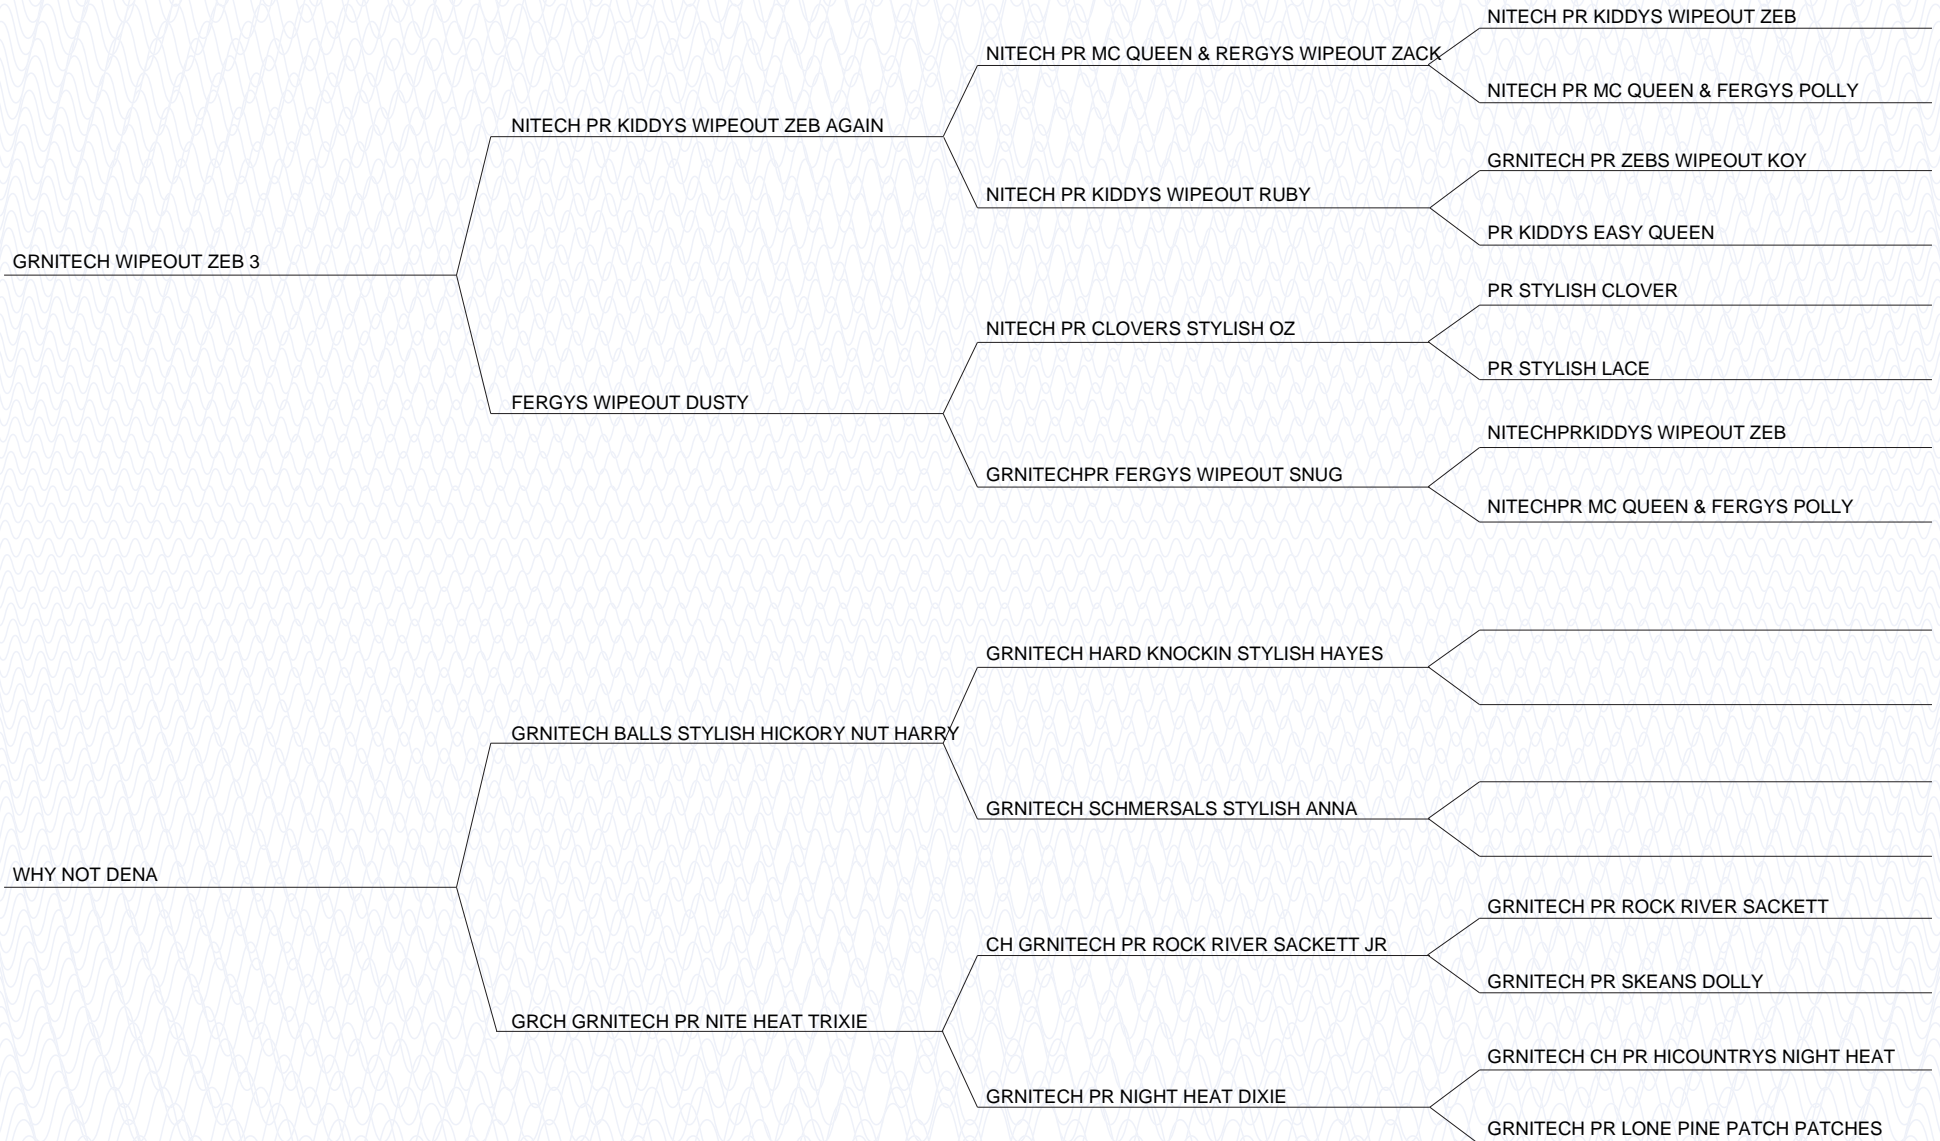 NITECH PR KIDDYS WIPEOUT ZEB
NITECH PR MC QUEEN & RERGYS WIPEOUT ZACK
NITECH PR MC QUEEN & FERGYS POLLY
NITECH PR KIDDYS WIPEOUT ZEB AGAIN
GRNITECH PR ZEBS WIPEOUT KOY
NITECH PR KIDDYS WIPEOUT RUBY
PR KIDDYS EASY QUEEN
GRNITECH WIPEOUT ZEB 3
PR STYLISH CLOVER
NITECH PR CLOVERS STYLISH OZ
PR STYLISH LACE
FERGYS WIPEOUT DUSTY
NITECHPRKIDDYS WIPEOUT ZEB
GRNITECHPR FERGYS WIPEOUT SNUG
NITECHPR MC QUEEN & FERGYS POLLY
GRNITECH HARD KNOCKIN STYLISH HAYES
GRNITECH BALLS STYLISH HICKORY NUT HARRY
GRNITECH SCHMERSALS STYLISH ANNA
WHY NOT DENA
GRNITECH PR ROCK RIVER SACKETT
CH GRNITECH PR ROCK RIVER SACKETT JR
GRNITECH PR SKEANS DOLLY
GRCH GRNITECH PR NITE HEAT TRIXIE
GRNITECH CH PR HICOUNTRYS NIGHT HEAT
GRNITECH PR NIGHT HEAT DIXIE
GRNITECH PR LONE PINE PATCH PATCHES